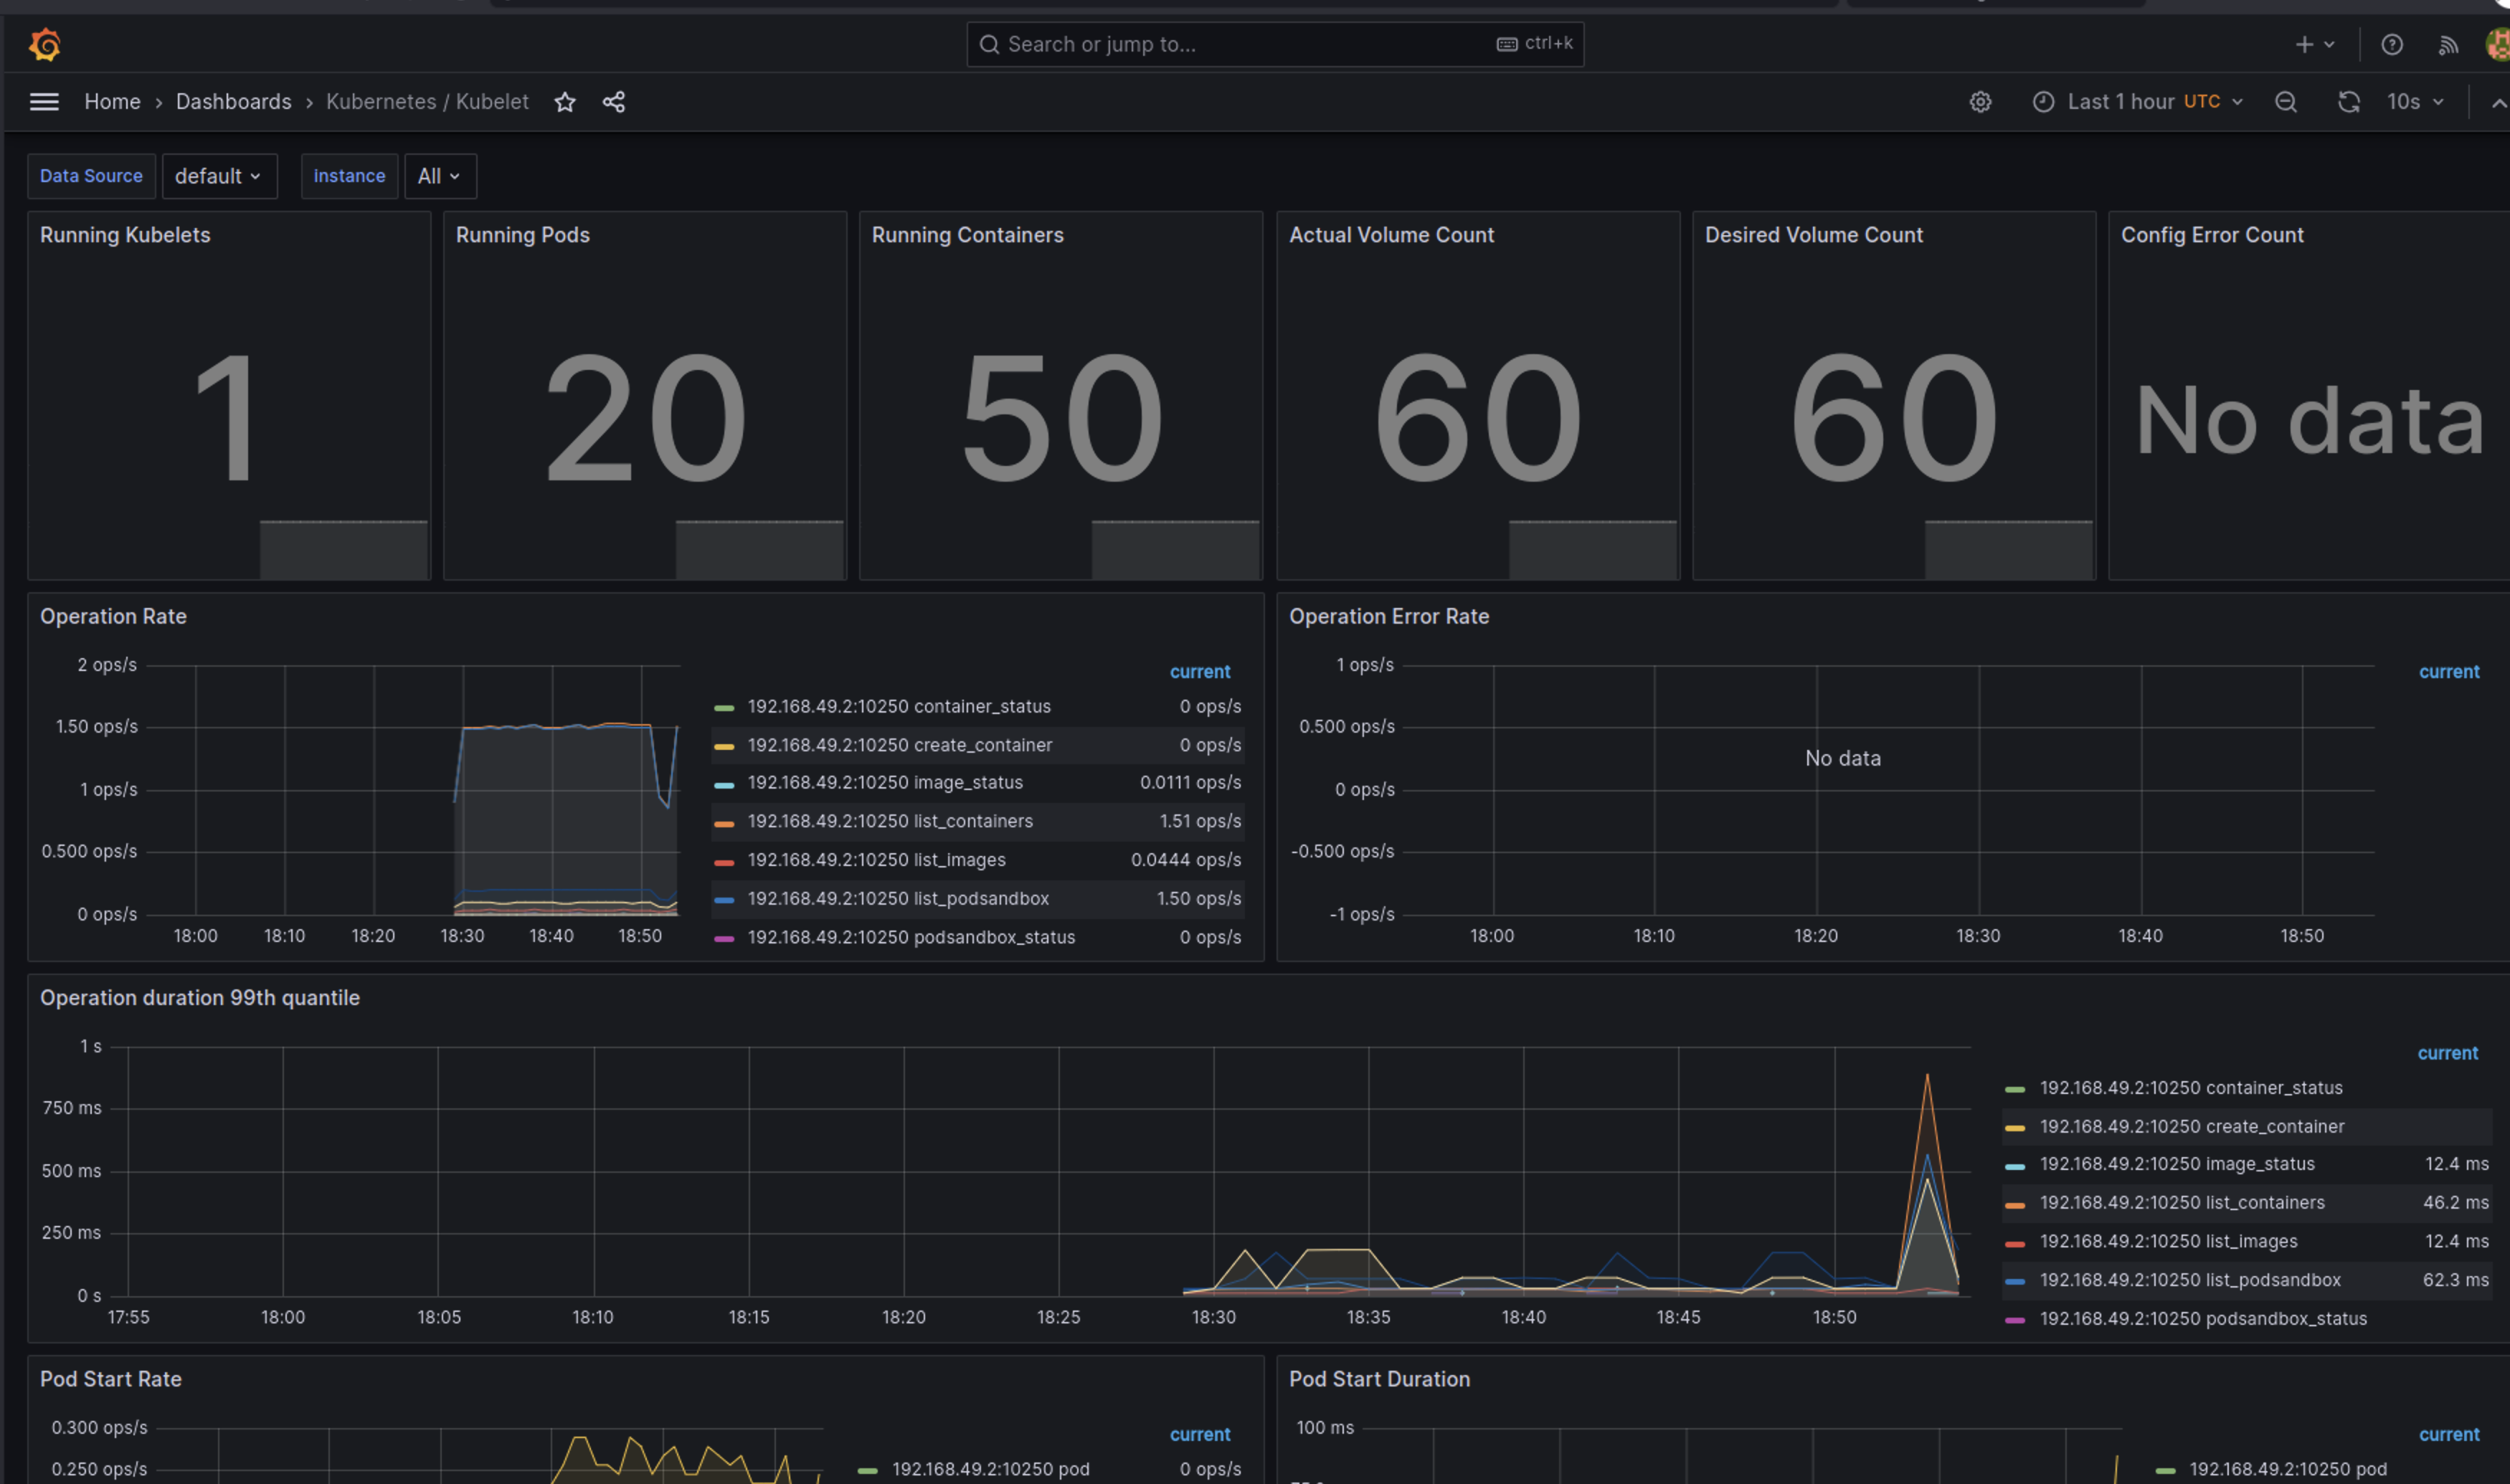 Search or jump to... ctrl+k
Home › Dashboards › Kubernetes / Kubelet
Last 1 hour UTC 10s
Data Source default instance All
Running Kubelets
1
Running Pods
20
Running Containers
50
Actual Volume Count
60
Desired Volume Count
60
Config Error Count
No data
Operation Rate
2 ops/s
1.50 ops/s
1 ops/s
0.500 ops/s
0 ops/s
18:00 18:10 18:20 18:30 18:40 18:50
current
192.168.49.2:10250 container_status 0 ops/s
192.168.49.2:10250 create_container 0 ops/s
192.168.49.2:10250 image_status 0.0111 ops/s
192.168.49.2:10250 list_containers 1.51 ops/s
192.168.49.2:10250 list_images 0.0444 ops/s
192.168.49.2:10250 list_podsandbox 1.50 ops/s
192.168.49.2:10250 podsandbox_status 0 ops/s
Operation Error Rate
1 ops/s
0.500 ops/s
0 ops/s
-0.500 ops/s
-1 ops/s
No data
18:00 18:10 18:20 18:30 18:40 18:50
current
Operation duration 99th quantile
1 s
750 ms
500 ms
250 ms
0 s
17:55 18:00 18:05 18:10 18:15 18:20 18:25 18:30 18:35 18:40 18:45 18:50
current
192.168.49.2:10250 container_status
192.168.49.2:10250 create_container
192.168.49.2:10250 image_status 12.4 ms
192.168.49.2:10250 list_containers 46.2 ms
192.168.49.2:10250 list_images 12.4 ms
192.168.49.2:10250 list_podsandbox 62.3 ms
192.168.49.2:10250 podsandbox_status
Pod Start Rate
0.300 ops/s
0.250 ops/s
current
192.168.49.2:10250 pod 0 ops/s
Pod Start Duration
100 ms
current
192.168.49.2:10250 pod